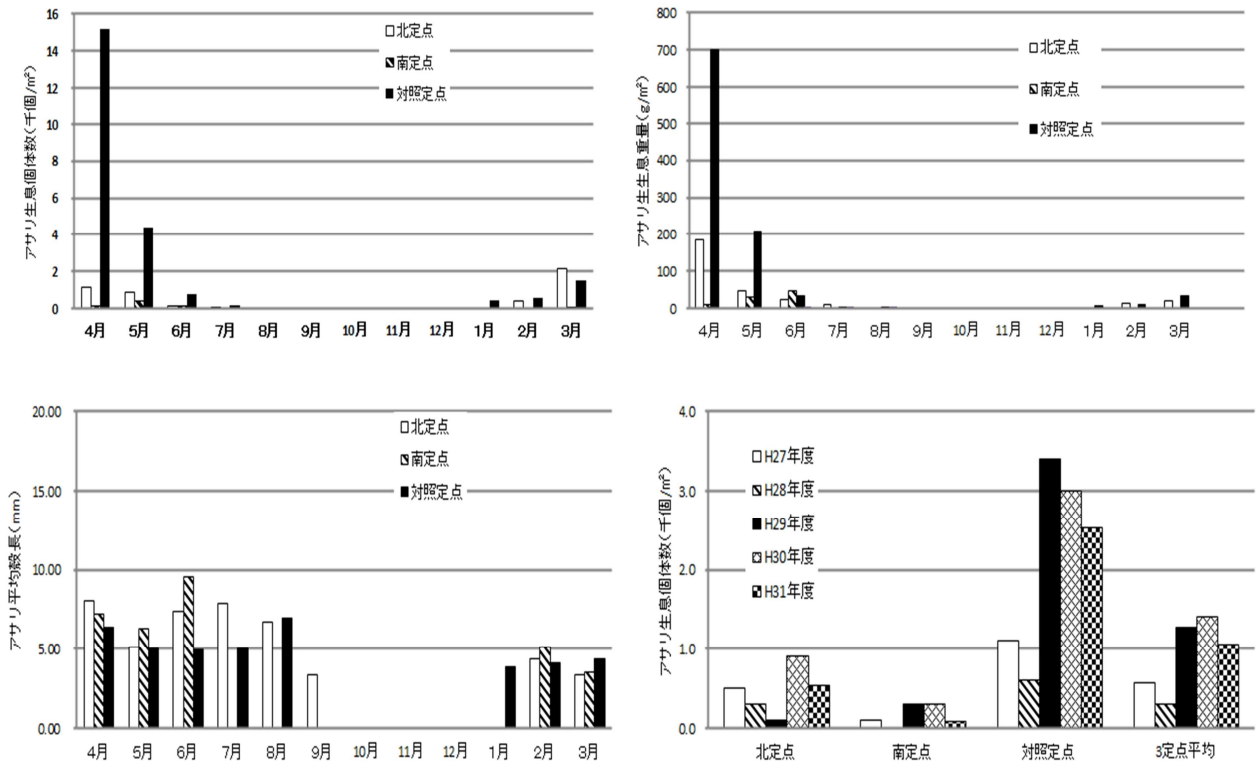 アサリ生息個体数(千個/m²)
16
14
12
10
8
6
4
2
0
□北定点
南定点
■対照定点
4月 5月 6月 7月 8月 9月 10月 11月 12月 1月 2月 3月
アサリ生生息重量(g/m²)
800
700
600
500
400
300
200
100
0
□北定点
南定点
■対照定点
4月 5月 6月 7月 8月 9月 10月 11月 12月 1月 2月 3月
アサリ平均殻長(mm)
20.00
15.00
10.00
5.00
0.00
□北定点
南定点
■対照定点
4月 5月 6月 7月 8月 9月 10月 11月 12月 1月 2月 3月
アサリ生息個体数(千個/m²)
4.0
3.0
2.0
1.0
0.0
H27年度
H28年度
H29年度
H30年度
H31年度
北定点 南定点 対照定点 3定点平均